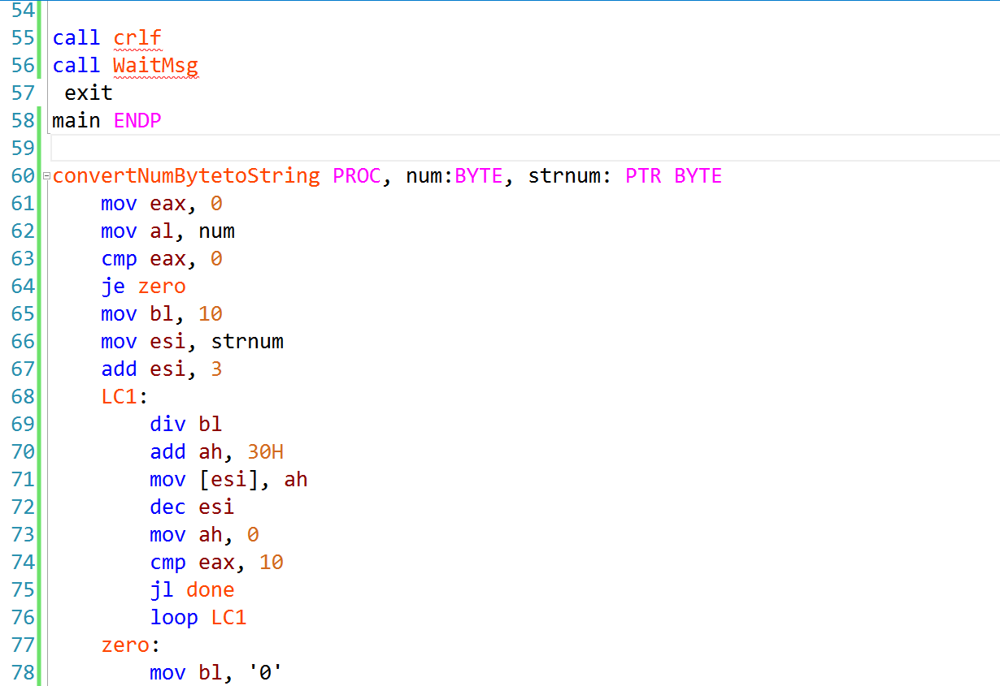 54
55 call crlf
56 call WaitMsg
57  exit
58 main ENDP
59
60 convertNumBytetoString PROC, num:BYTE, strnum: PTR BYTE
61     mov eax, 0
62     mov al, num
63     cmp eax, 0
64     je zero
65     mov bl, 10
66     mov esi, strnum
67     add esi, 3
68     LC1:
69         div bl
70         add ah, 30H
71         mov [esi], ah
72         dec esi
73         mov ah, 0
74         cmp eax, 10
75         jl done
76         loop LC1
77     zero:
78         mov bl, '0'